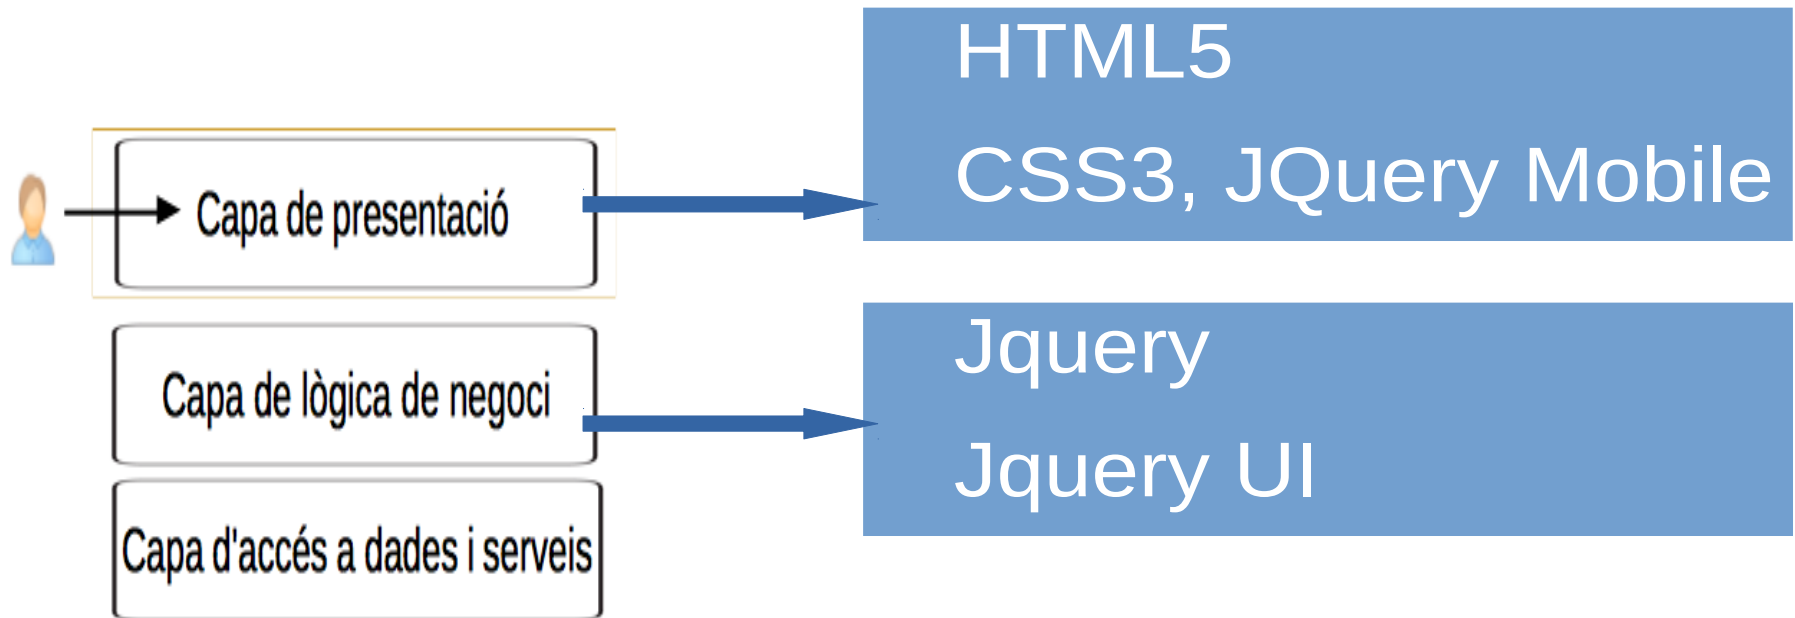 HTML5
CSS3, JQuery Mobile
Capa de presentació
Jquery
Capa de lògica de negoci
Jquery UI
Capa d'accés a dades i serveis